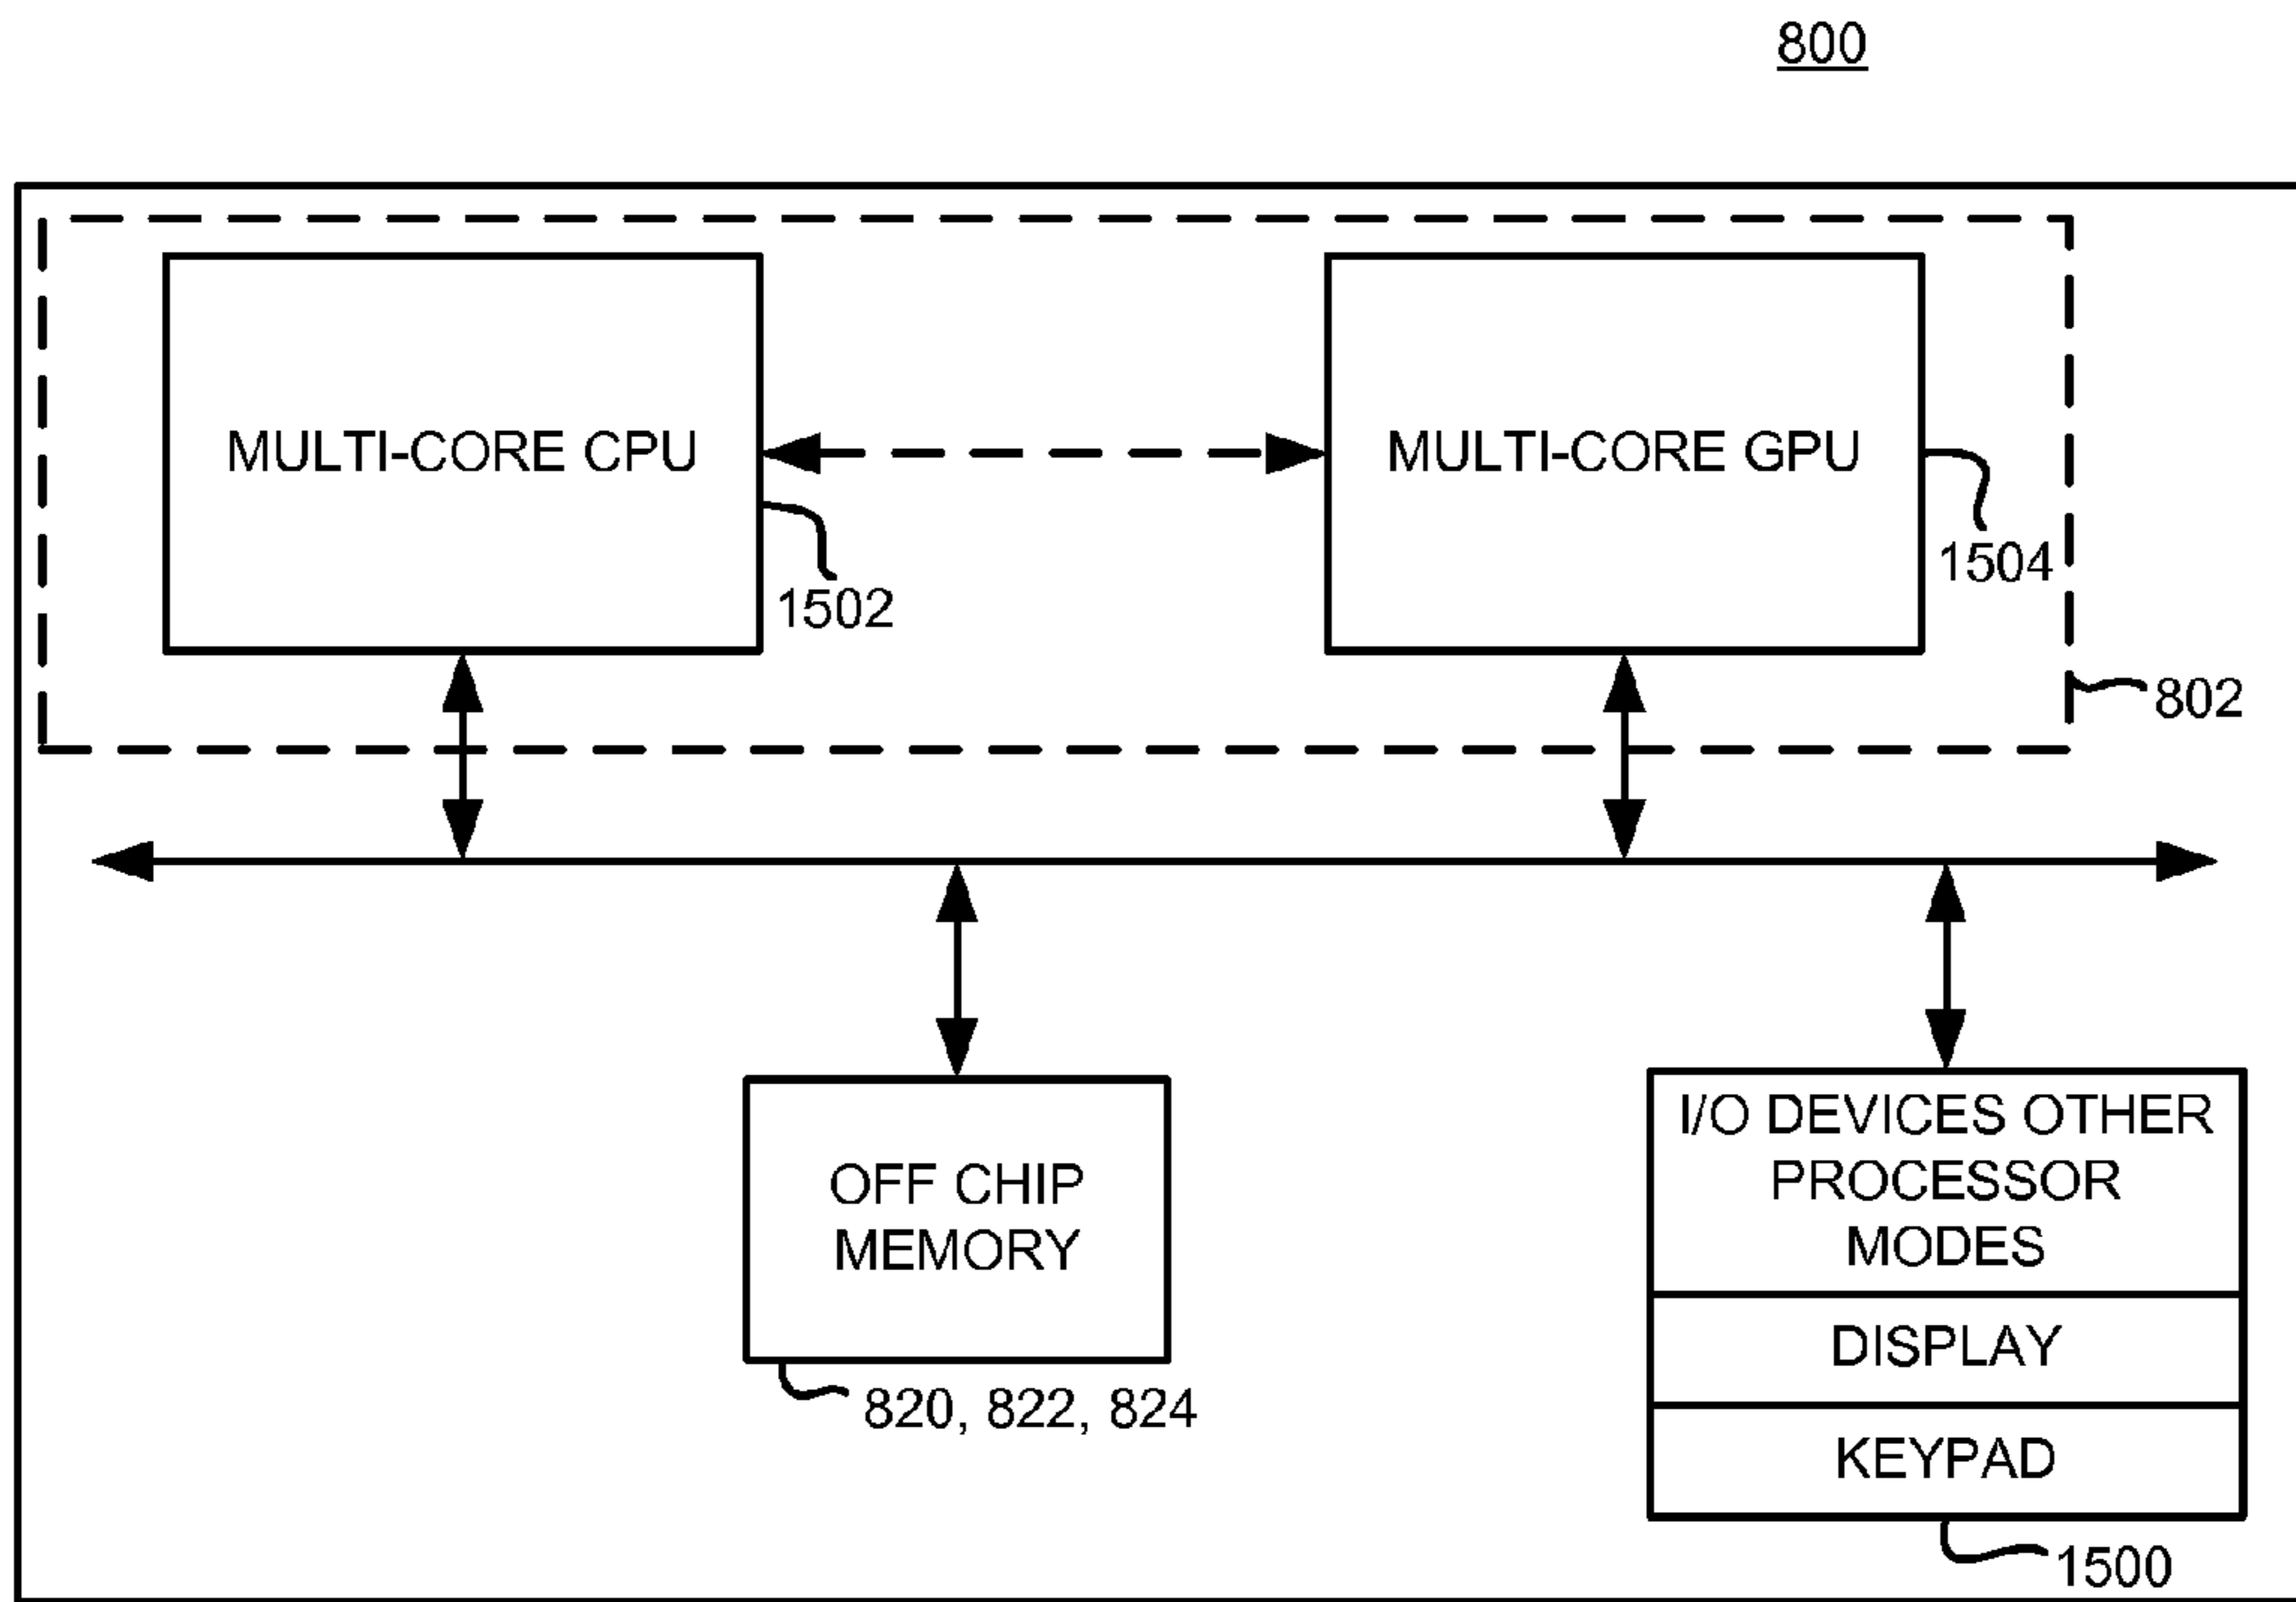 800
MULTI-CORE CPU
MULTI-CORE GPU
1504
1502
802
I/O DEVICES OTHER
PROCESSOR
MODES
OFF CHIP
MEMORY
DISPLAY
820, 822, 824
KEYPAD
1500